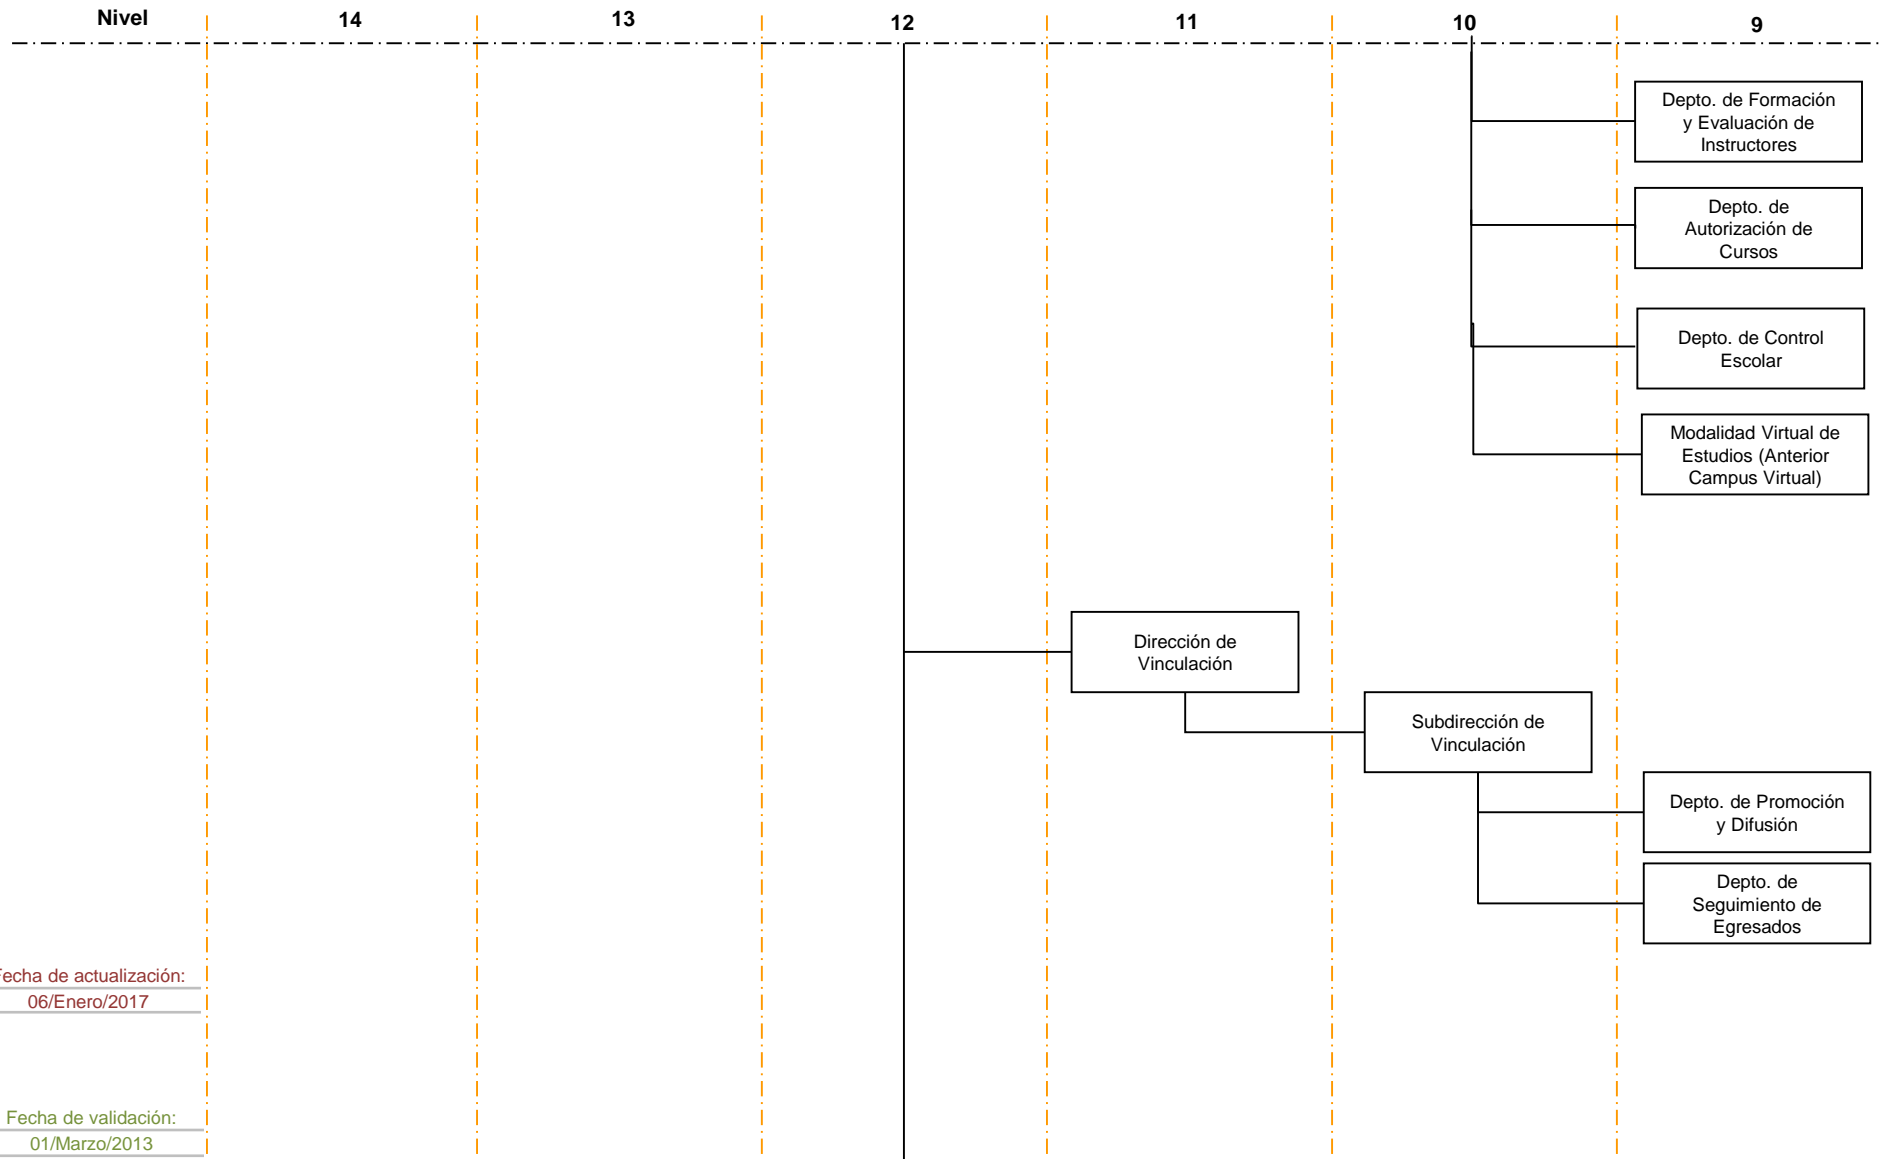 Nivel 14 13 12 11 10 9
Depto. de Formación
y Evaluación de
Instructores
Depto. de
Autorización de
Cursos
Depto. de Control
Escolar
Modalidad Virtual de
Estudios (Anterior
Campus Virtual)
Dirección de
Vinculación
Subdirección de
Vinculación
Depto. de Promoción
y Difusión
Depto. de
Seguimiento de
Egresados
Fecha de actualización:
06/Enero/2017
Fecha de validación:
01/Marzo/2013